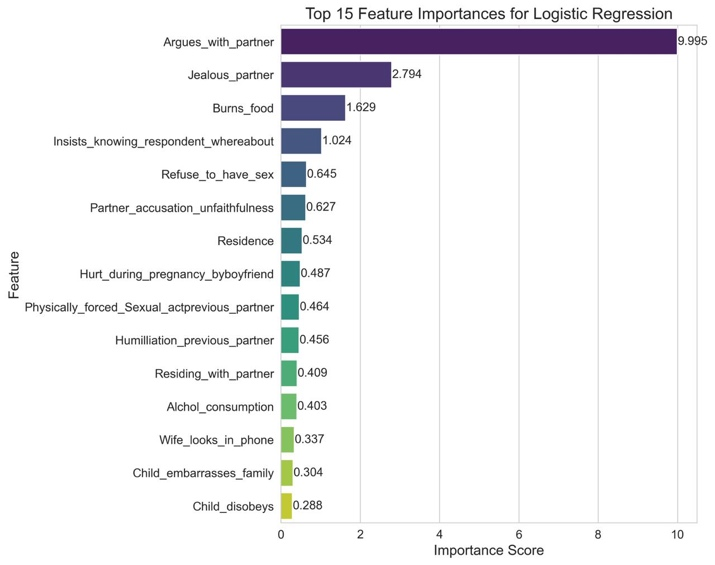 Top 15 Feature Importances for Logistic Regression
Argues_with_partner 9.995
Jealous_partner 2.794
Burns_food 1.629
Insists_knowing_respondent_whereabout 1.024
Refuse_to_have_sex 0.645
Partner_accusation_unfaithfulness 0.627
Residence 0.534
Hurt_during_pregnancy_byboyfriend 0.487
Physically_forced_Sexual_actprevious_partner 0.464
Humilliation_previous_partner 0.456
Residing_with_partner 0.409
Alchol_consumption 0.403
Wife_looks_in_phone 0.337
Child_embarrasses_family 0.304
Child_disobeys 0.288
Feature
0 2 4 6 8 10
Importance Score